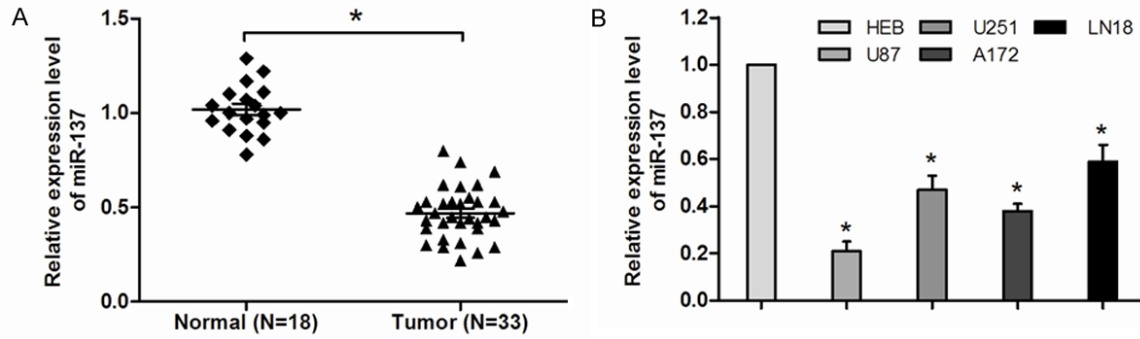 A
Relative expression level
of miR-137
1.5
1.0
0.5
0.0
*
Normal (N=18)
Tumor (N=33)
B
Relative expression level
of miR-137
1.2
1.0
0.8
0.6
0.4
0.2
0.0
HEB
U251
LN18
U87
A172
*
*
*
*